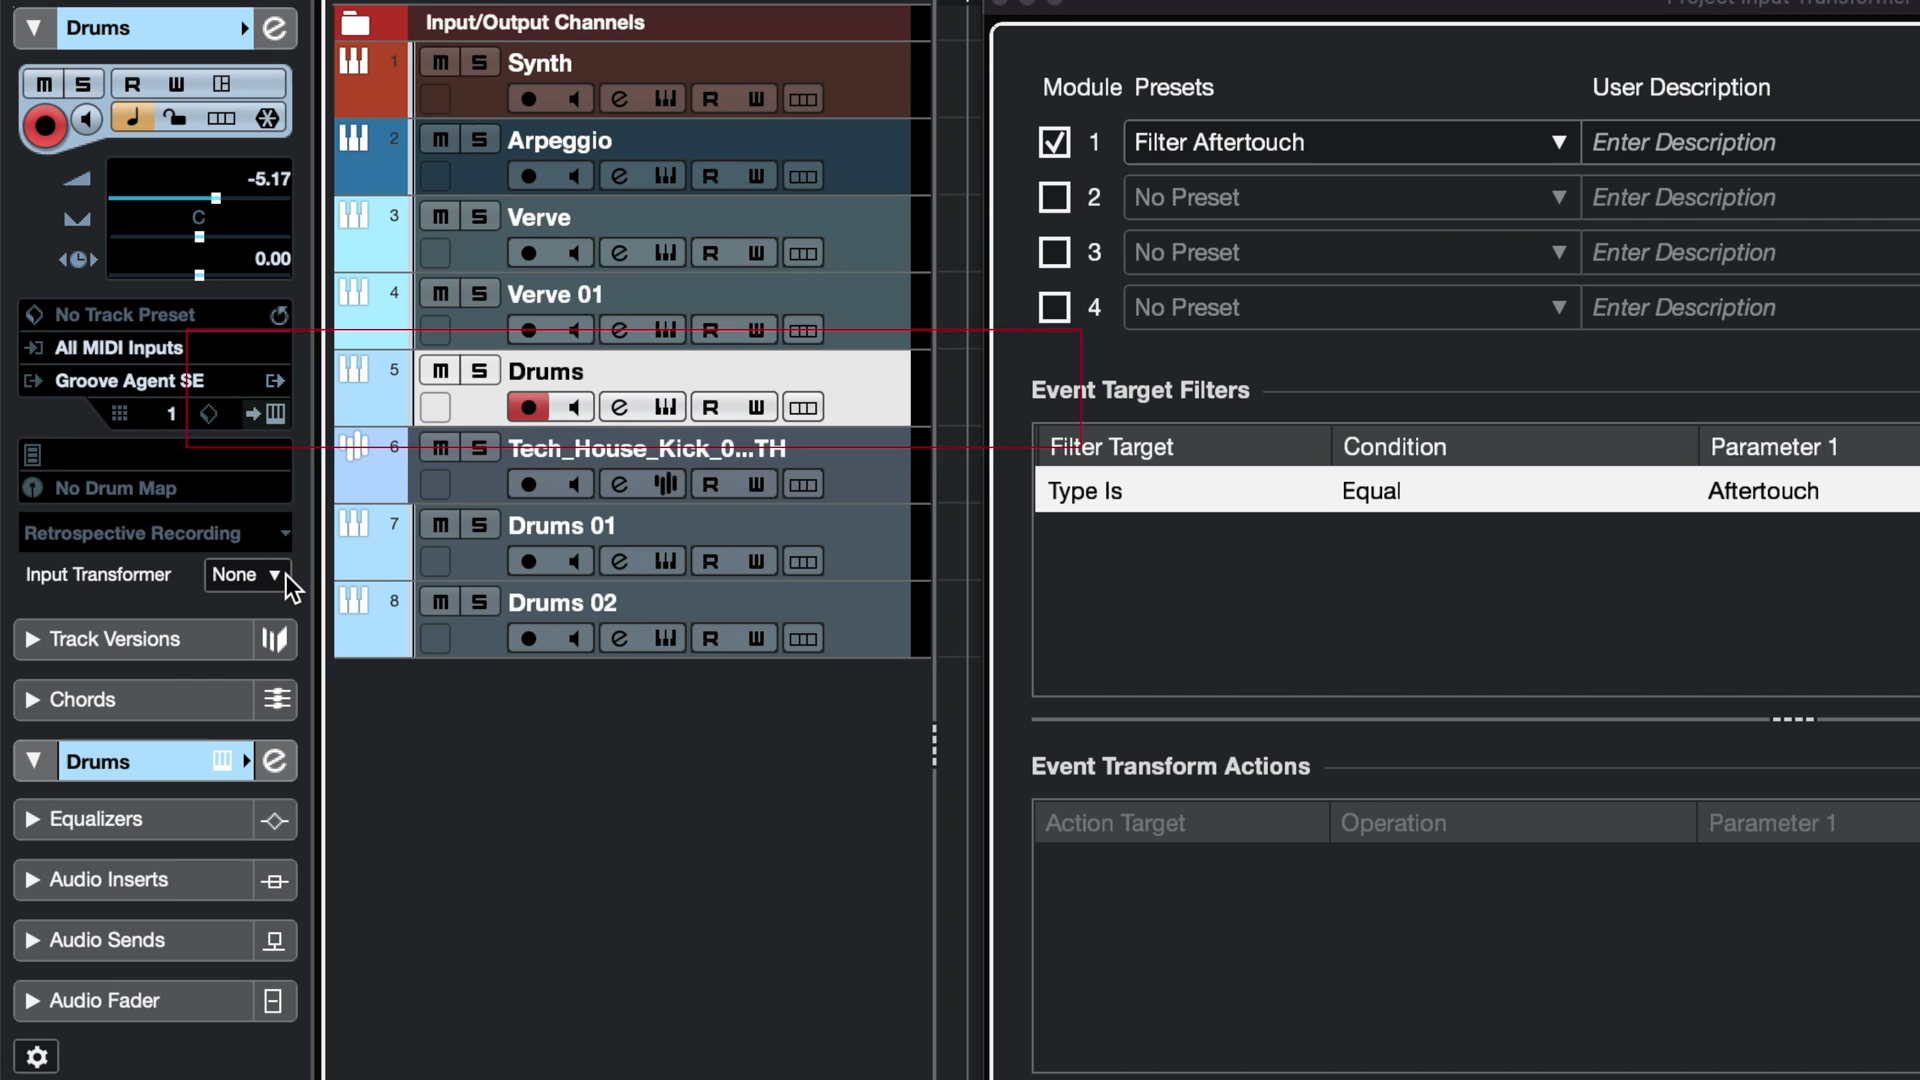 Drums
m S R W
-5.17
C
0.00
No Track Preset
All MIDI Inputs
Groove Agent SE
1
No Drum Map
Retrospective Recording
Input Transformer None
Track Versions
Chords
Drums
Equalizers
Audio Inserts
Audio Sends
Audio Fader
Input/Output Channels
1 m S Synth
e R W
2 m S Arpeggio
e R W
3 m S Verve
e R W
4 m S Verve 01
e R W
5 m S Drums
e R W
6 m S Tech_House_Kick_0...TH
e R W
7 m S Drums 01
e R W
8 m S Drums 02
e R W
Module Presets User Description
1 Filter Aftertouch Enter Description
2 No Preset Enter Description
3 No Preset Enter Description
4 No Preset Enter Description
Event Target Filters
Filter Target Condition Parameter 1
Type Is Equal Aftertouch
Event Transform Actions
Action Target Operation Parameter 1